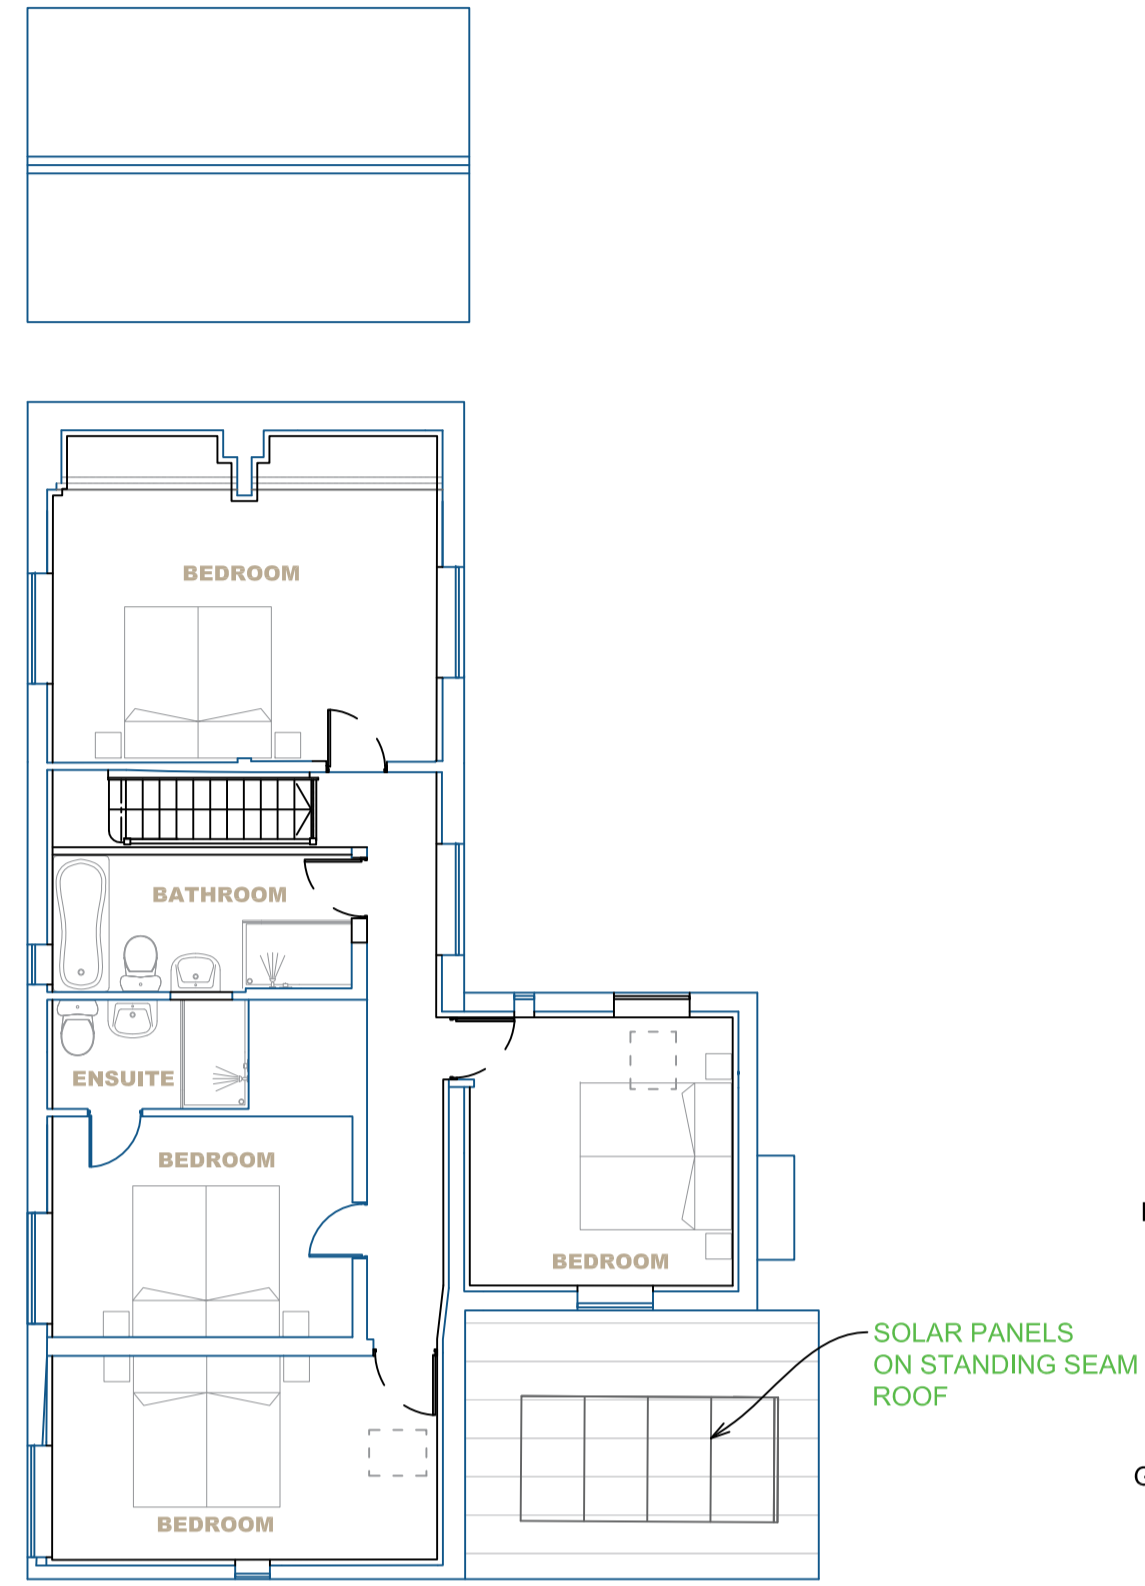 BEDROOM
BATHROOM
ENSUITE
BEDROOM
BEDROOM
SOLAR PANELS
ON STANDING SEAM
ROOF
BEDROOM